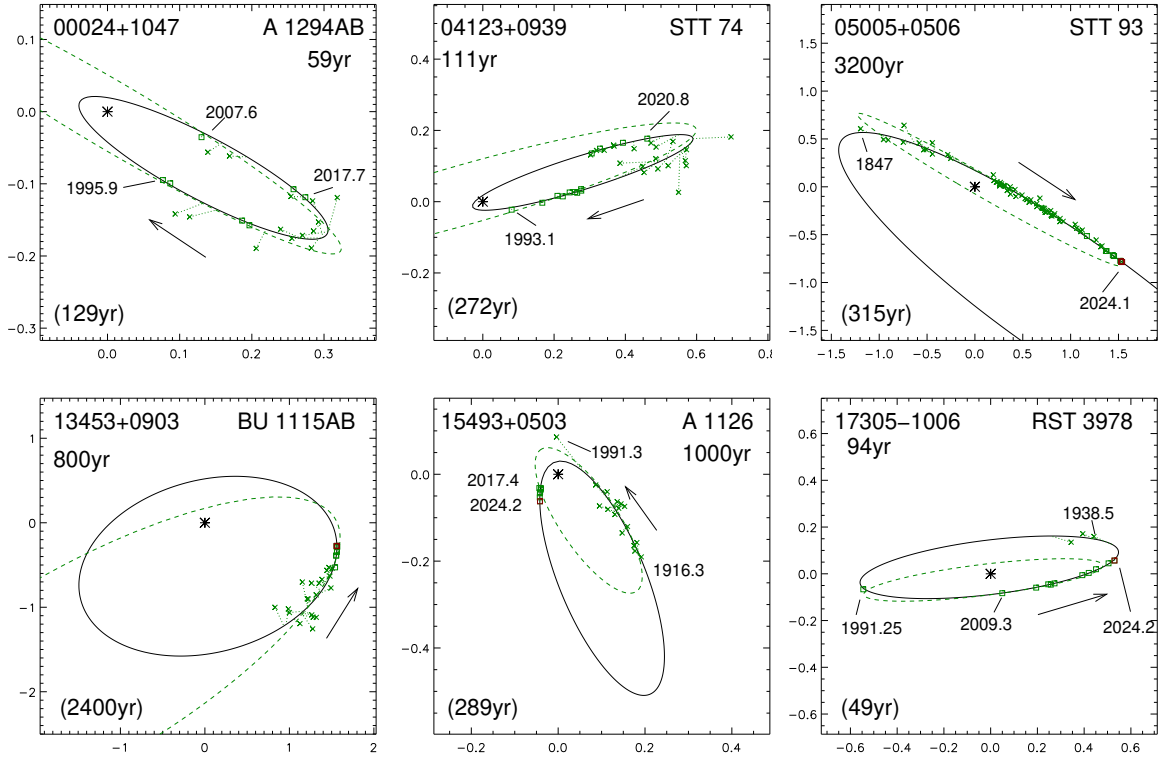 00024+1047 A 1294AB
59yr
2007.6
1995.9
2017.7
(129yr)
0.1
0.0
−0.1
−0.2
−0.3
0.0 0.1 0.2 0.3
04123+0939 STT 74
111yr
2020.8
1993.1
(272yr)
0.4
0.2
0.0
−0.2
0.0 0.2 0.4 0.6 0.8
05005+0506 STT 93
3200yr
1847
2024.1
(315yr)
1.5
1.0
0.5
0.0
−0.5
−1.0
−1.5
−1.5 −1.0 −0.5 0.0 0.5 1.0 1.5
13453+0903 BU 1115AB
800yr
(2400yr)
1
0
−1
−2
−1 0 1 2
15493+0503 A 1126
1000yr
1991.3
2017.4
2024.2
1916.3
(289yr)
0.0
−0.2
−0.4
0.0 0.2 0.4
17305−1006 RST 3978
94yr
1938.5
1991.25
2009.3
2024.2
(49yr)
0.6
0.4
0.2
0.0
−0.2
−0.4
−0.6
−0.6 −0.4 −0.2 0.0 0.2 0.4 0.6